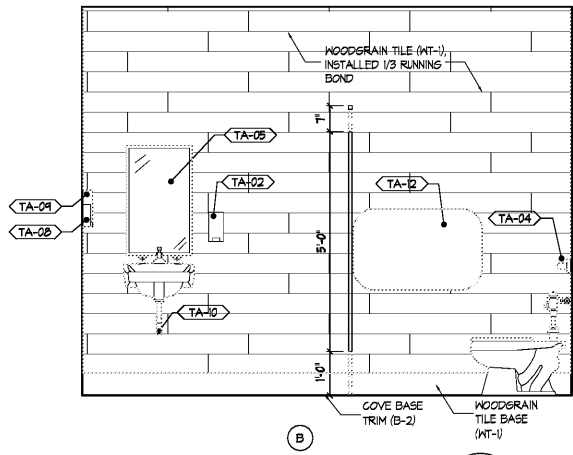 WOODGRAIN TILE (WT-1),
INSTALLED 1/3 RUNNING
BOND
7"
TA-05
TA-02
TA-12
TA-09
TA-08
TA-04
5'-0"
TA-10
1'-0"
COVE BASE
TRIM (B-2)
WOODGRAIN
TILE BASE
(WT-1)
B